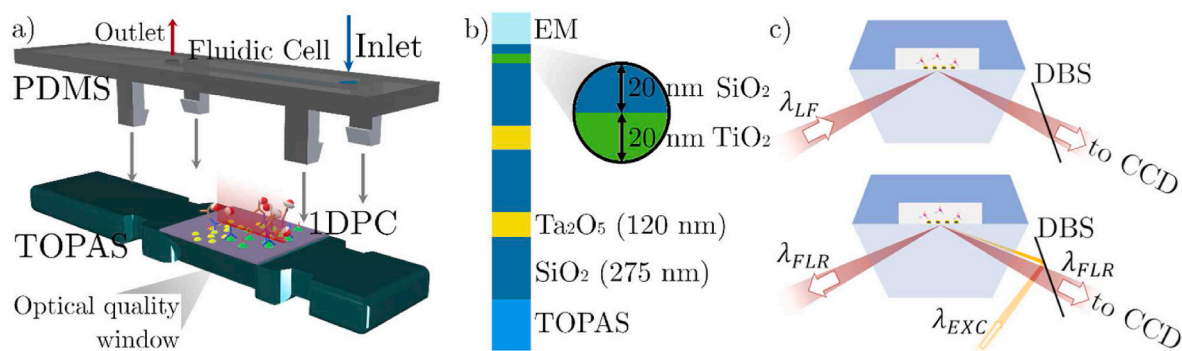 a)
Outlet
Fluidic Cell
Inlet
PDMS
1DPC
TOPAS
Optical quality
window
b)
EM
20 nm SiO₂
20 nm TiO₂
Ta₂O₅ (120 nm)
SiO₂ (275 nm)
TOPAS
c)
DBS
λLF
to CCD
DBS
λFLR
λFLR
to CCD
λEXC